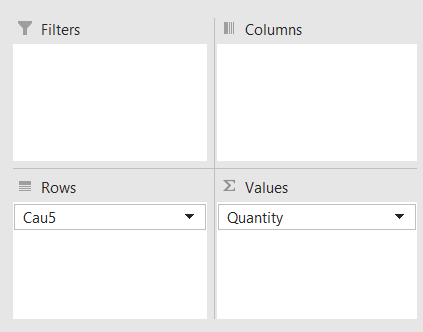 Filters
Columns
Rows
Σ Values
Cau5
Quantity